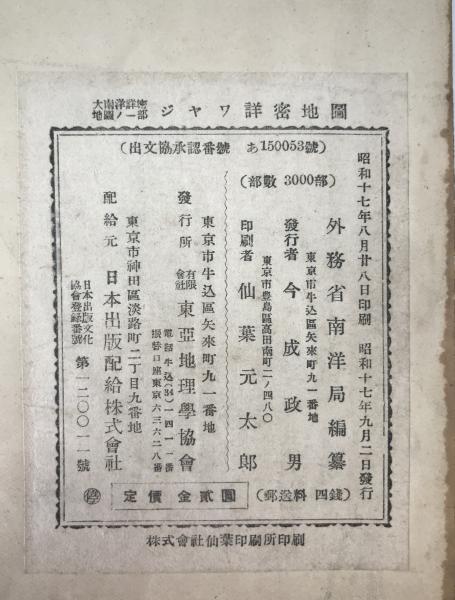 大南洋詳密
地圖ノ一部
ジャワ詳密地圖
(出文協承認番號 あ150053號)
(部數 3000部)
昭和十七年八月廿八日印刷 昭和十七年九月二日發行
外務省南洋局編纂
東京市牛込區矢來町九一番地
發行者 今成政男
東京市豊島區高田南町二ノ四八〇
印刷者 仙葉元太郎
(郵送料 四錢)
東京市牛込區矢來町九一番地
發行所 有限會社 東亞地理學協會
電話牛込(34)一四一一番
振替口座東京六三六二八番
東京市神田區淡路町二丁目九番地
配給元 日本出版配給株式會社
日本出版文化協會登録番號 第一二〇〇一一號
停 定價 金貳圓
株式會社仙葉印刷所印刷